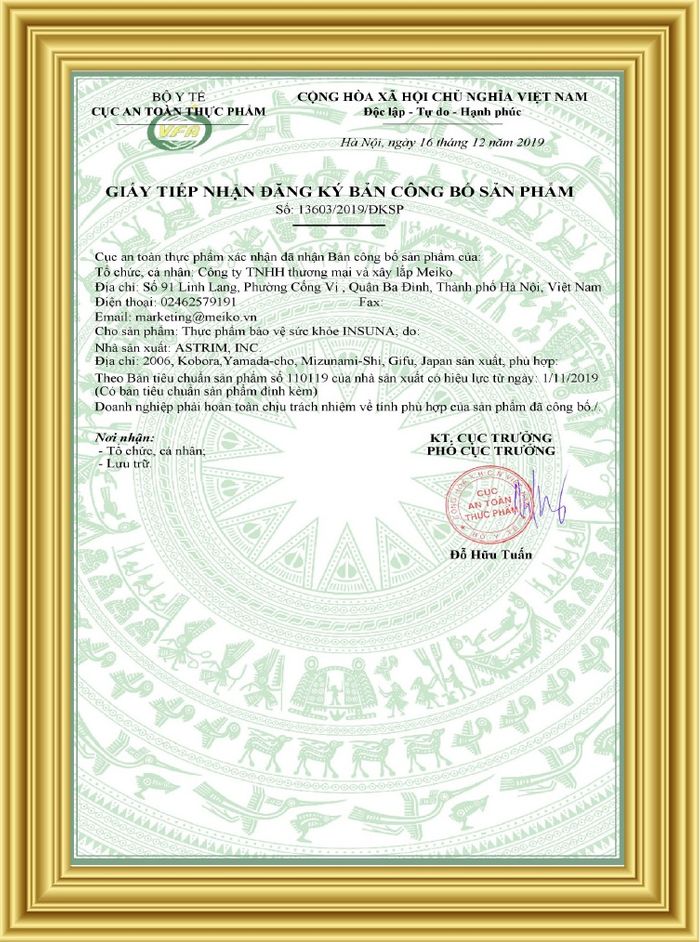 BỘ Y TẾ
CỤC AN TOÀN THỰC PHẨM
VFA
CỘNG HÒA XÃ HỘI CHỦ NGHĨA VIỆT NAM
Độc lập - Tự do - Hạnh phúc
Hà Nội, ngày 16 tháng 12 năm 2019
GIẤY TIẾP NHẬN ĐĂNG KÝ BẢN CÔNG BỐ SẢN PHẨM
Số: 13603/2019/ĐKSP
Cục an toàn thực phẩm xác nhận đã nhận Bản công bố sản phẩm của:
Tổ chức, cá nhân: Công ty TNHH thương mại và xây lắp Meiko
Địa chỉ: Số 91 Linh Lang, Phường Cống Vị , Quận Ba Đình, Thành phố Hà Nội, Việt Nam
Điện thoại: 02462579191 Fax:
Email: marketing@meiko.vn
Cho sản phẩm: Thực phẩm bảo vệ sức khỏe INSUNA; do:
Nhà sản xuất: ASTRIM, INC.
Địa chỉ: 2006, Kobora,Yamada-cho, Mizunami-Shi, Gifu, Japan sản xuất, phù hợp:
Theo Bản tiêu chuẩn sản phẩm số 110119 của nhà sản xuất có hiệu lực từ ngày: 1/11/2019
(Có bản tiêu chuẩn sản phẩm đính kèm)
Doanh nghiệp phải hoàn toàn chịu trách nhiệm về tính phù hợp của sản phẩm đã công bố./.
Nơi nhận:
- Tổ chức, cá nhân;
- Lưu trữ.
KT. CỤC TRƯỞNG
PHÓ CỤC TRƯỞNG
CỘNG HÒA X.H.C.N VIỆT NAM
CỤC
AN TOÀN
THỰC PHẨM
BỘ Y TẾ
Đỗ Hữu Tuấn